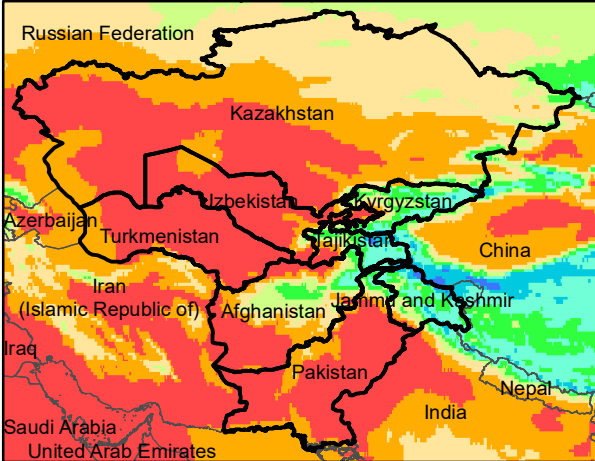 Russian Federation
Kazakhstan
Uzbekistan
Kyrgyzstan
Azerbaijan
Turkmenistan
Tajikistan
China
Iran
(Islamic Republic of)
Afghanistan
Jammu and Kashmir
Iraq
Pakistan
Nepal
India
Saudi Arabia
United Arab Emirates